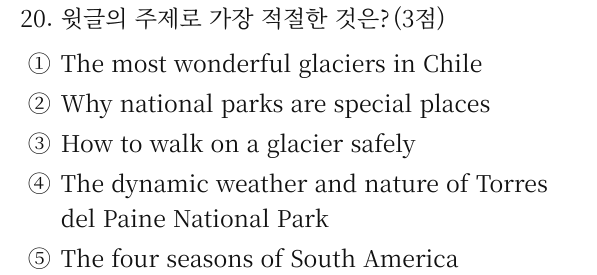 20. 윗글의 주제로 가장 적절한 것은?(3점)
① The most wonderful glaciers in Chile
② Why national parks are special places
③ How to walk on a glacier safely
④ The dynamic weather and nature of Torres
del Paine National Park
⑤ The four seasons of South America